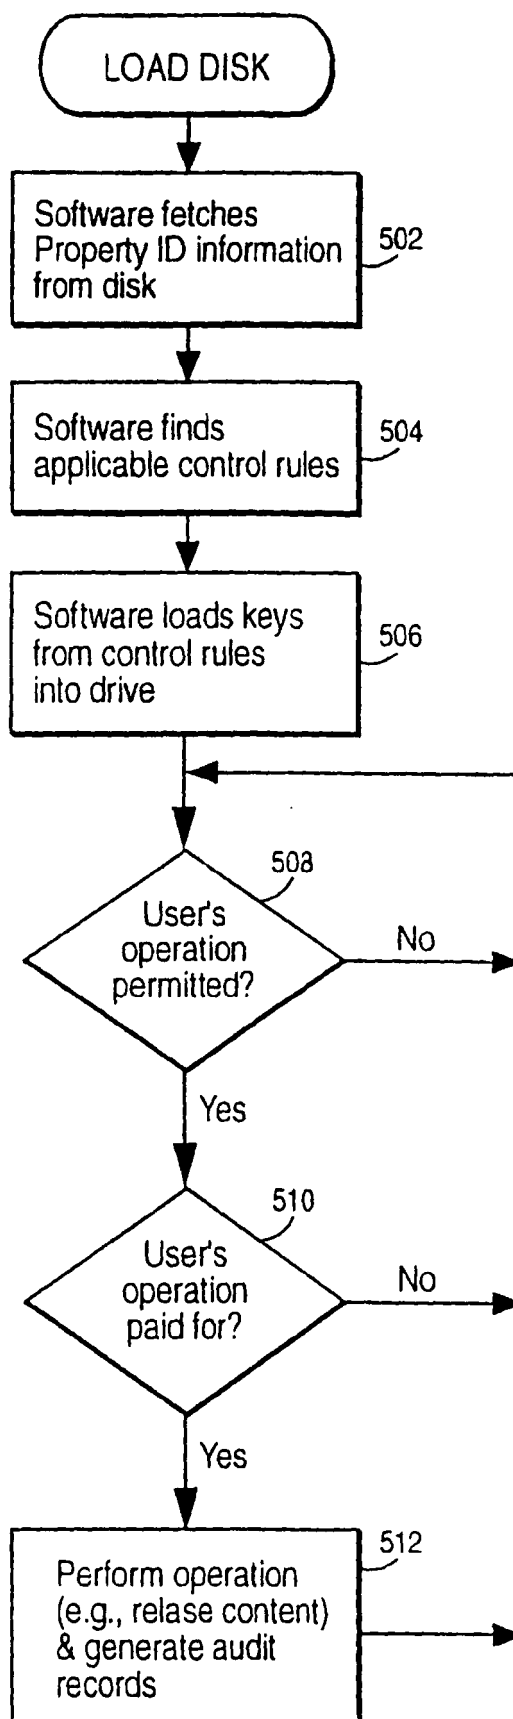 LOAD DISK
Software fetches
Property ID information
from disk
502
Software finds
applicable control rules
504
Software loads keys
from control rules
into drive
506
508
User's
operation
permitted?
No
Yes
510
User's
operation
paid for?
No
Yes
512
Perform operation
(e.g., relase content)
& generate audit
records